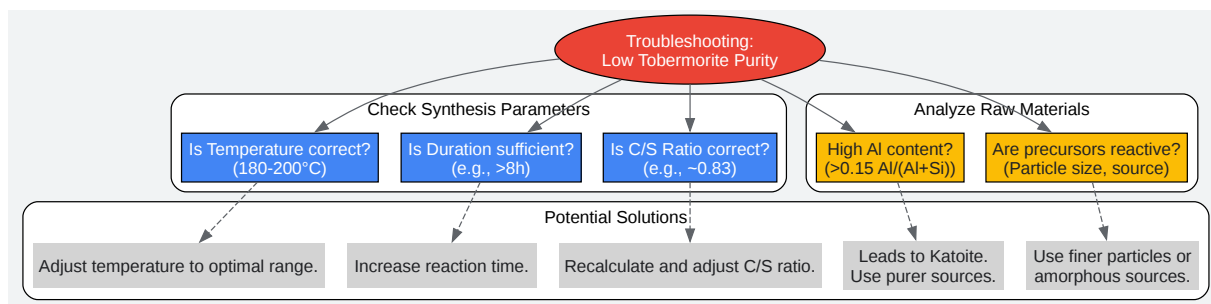 Troubleshooting:
Low Tobermorite Purity
Check Synthesis Parameters
Analyze Raw Materials
Is Temperature correct?
(180-200°C)
Is Duration sufficient?
(e.g., >8h)
Is C/S Ratio correct?
(e.g., ~0.83)
High Al content?
(>0.15 Al/(Al+Si))
Are precursors reactive?
(Particle size, source)
Potential Solutions
Adjust temperature to optimal range.
Increase reaction time.
Recalculate and adjust C/S ratio.
Leads to Katoite.
Use purer sources.
Use finer particles or
amorphous sources.